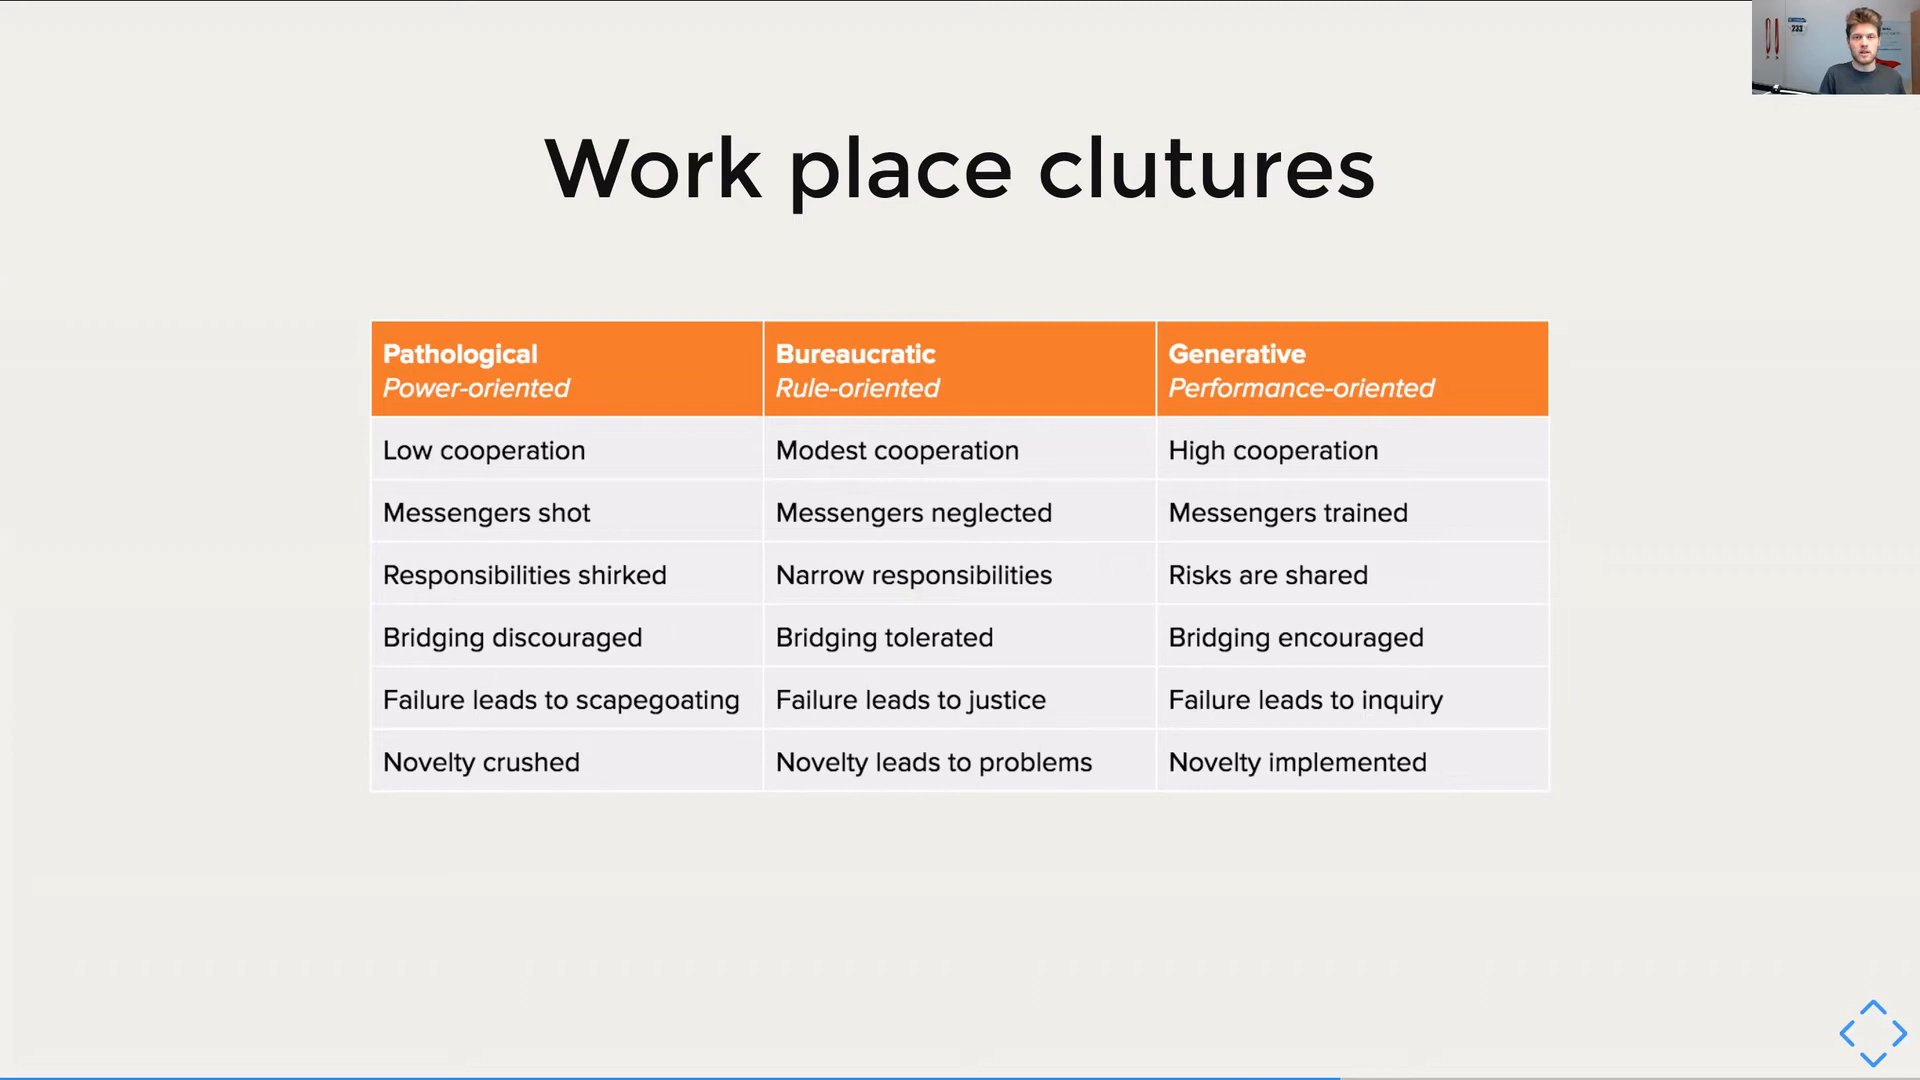 Work place clutures
Pathological
Power-oriented
Bureaucratic
Rule-oriented
Generative
Performance-oriented
Low cooperation
Modest cooperation
High cooperation
Messengers shot
Messengers neglected
Messengers trained
Responsibilities shirked
Narrow responsibilities
Risks are shared
Bridging discouraged
Bridging tolerated
Bridging encouraged
Failure leads to scapegoating
Failure leads to justice
Failure leads to inquiry
Novelty crushed
Novelty leads to problems
Novelty implemented
233